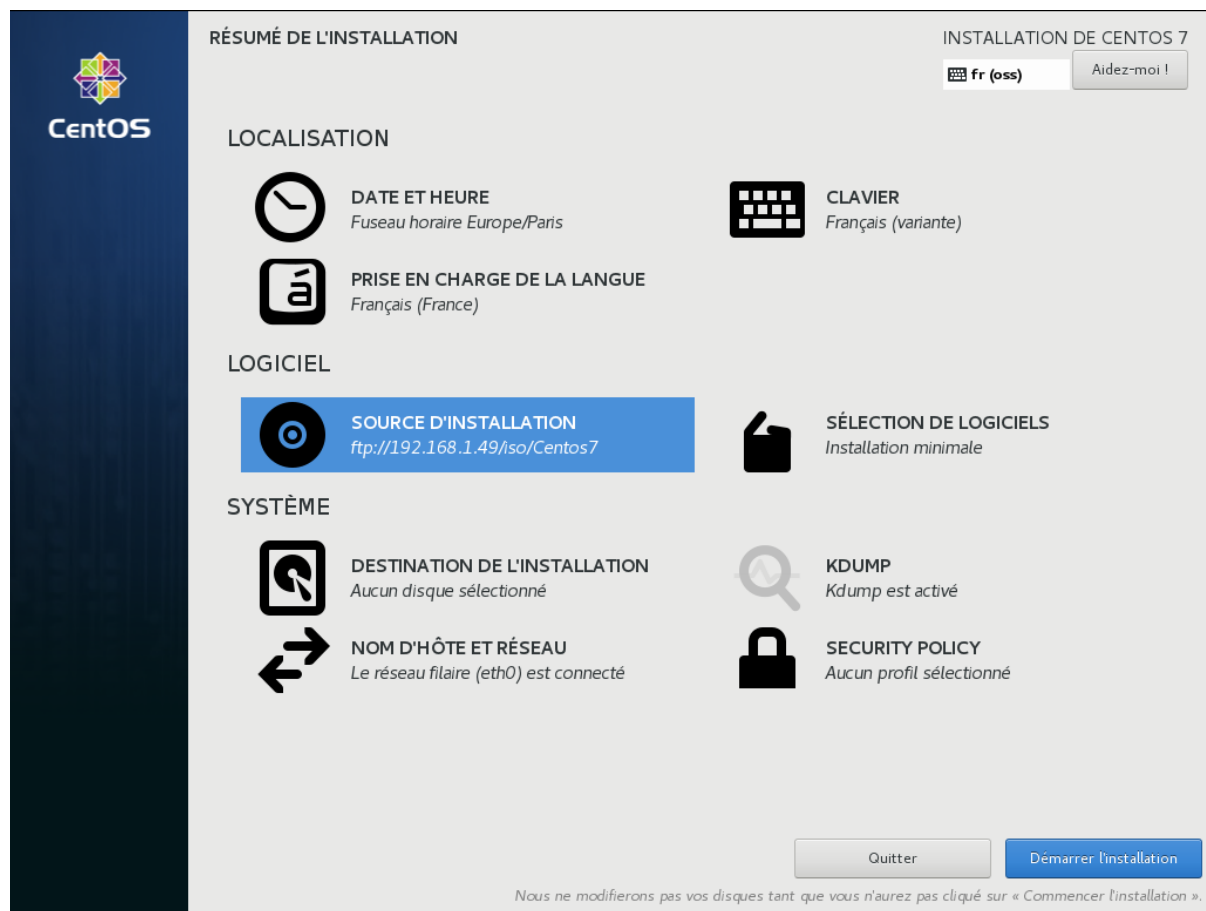 RÉSUMÉ DE L'INSTALLATION
INSTALLATION DE CENTOS 7
fr (oss)
Aidez-moi !
CentOS
LOCALISATION
DATE ET HEURE
Fuseau horaire Europe/Paris
CLAVIER
Français (variante)
PRISE EN CHARGE DE LA LANGUE
Français (France)
LOGICIEL
SOURCE D'INSTALLATION
ftp://192.168.1.49/iso/Centos7
SÉLECTION DE LOGICIELS
Installation minimale
SYSTÈME
DESTINATION DE L'INSTALLATION
Aucun disque sélectionné
KDUMP
Kdump est activé
NOM D'HÔTE ET RÉSEAU
Le réseau filaire (eth0) est connecté
SECURITY POLICY
Aucun profil sélectionné
Quitter
Démarrer l'installation
Nous ne modifierons pas vos disques tant que vous n'aurez pas cliqué sur « Commencer l'installation ».